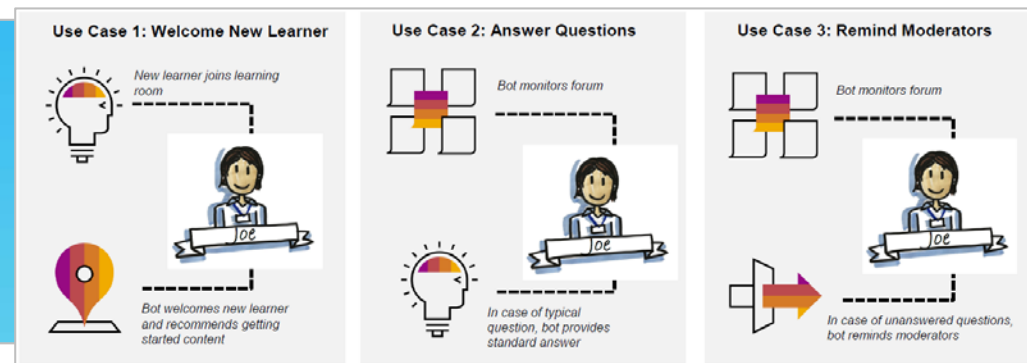 Use Case 1: Welcome New Learner
New learner joins learning
room
Joe
Bot welcomes new learner
and recommends getting
started content
Use Case 2: Answer Questions
Bot monitors forum
Joe
In case of typical
question, bot provides
standard answer
Use Case 3: Remind Moderators
Bot monitors forum
Joe
In case of unanswered questions,
bot reminds moderators